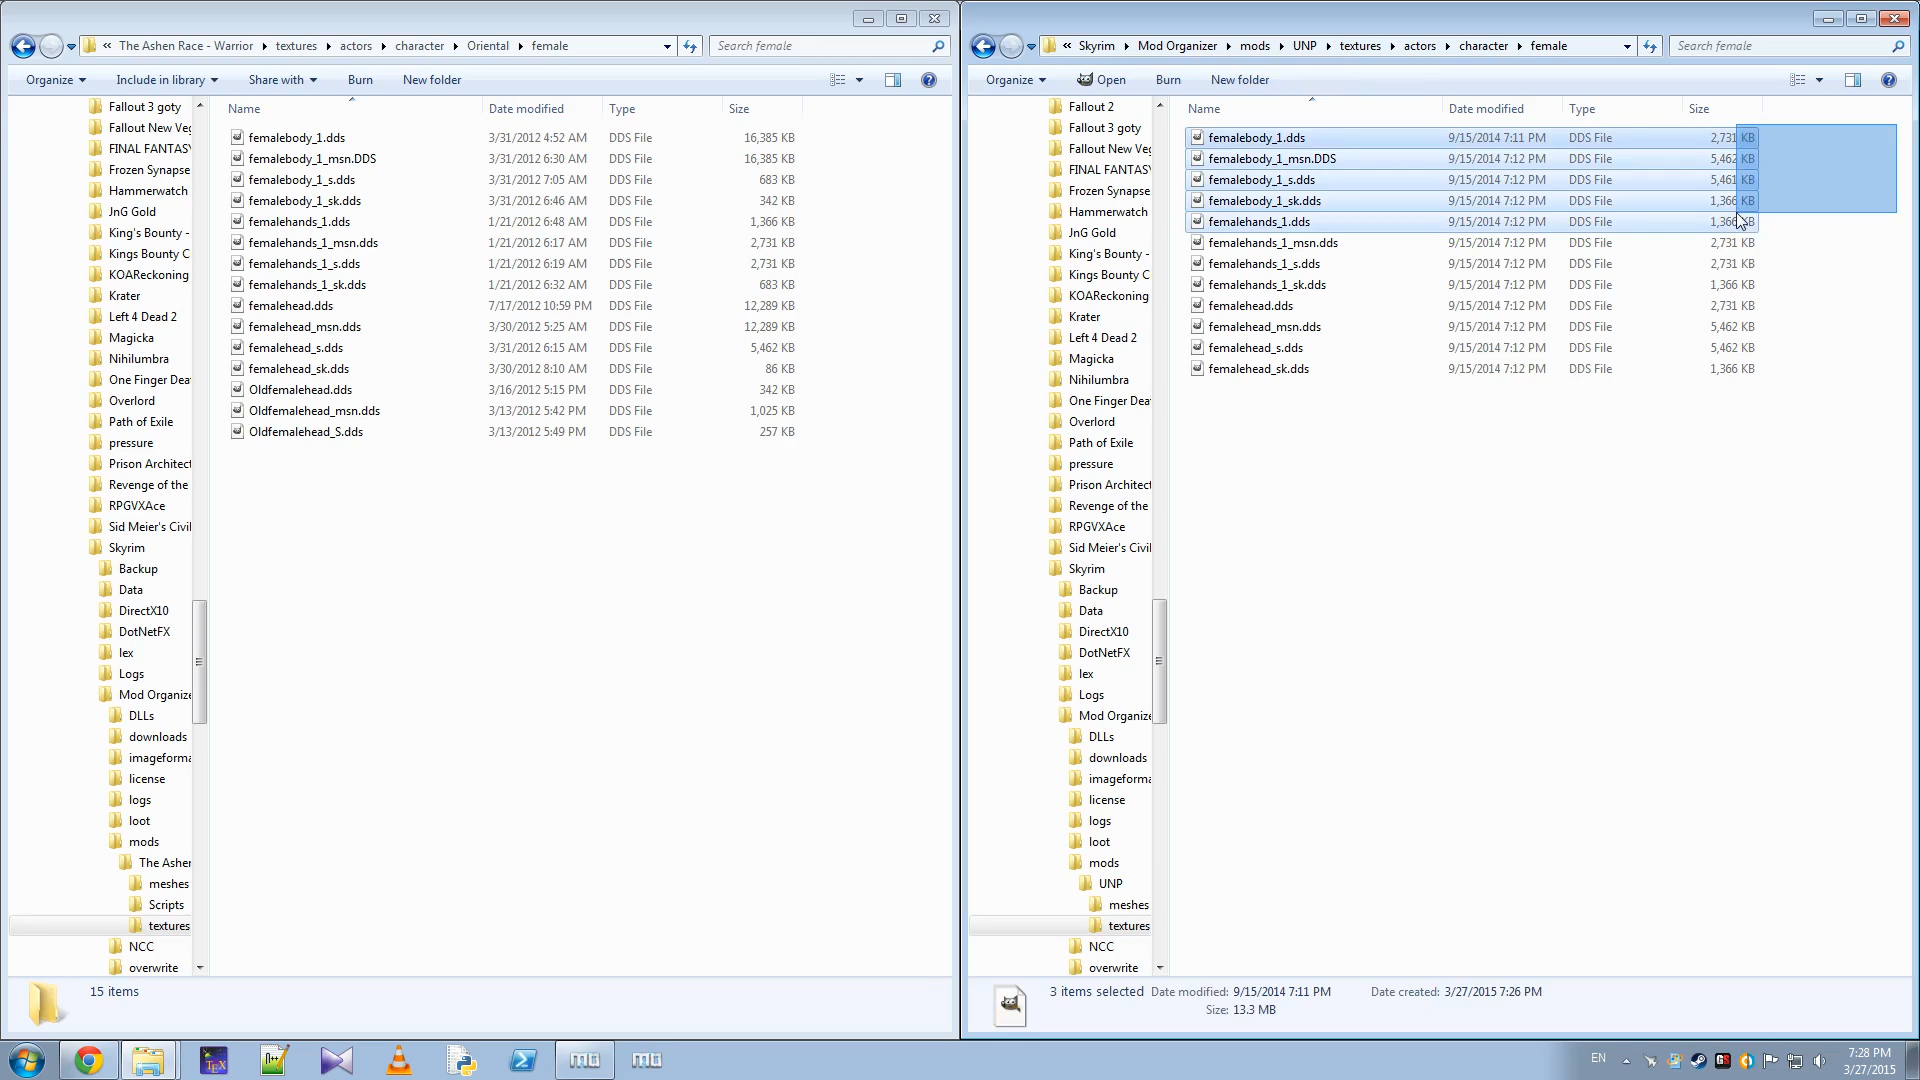 « The Ashen Race - Warrior textures actors character Oriental female
Search female
Organize Include in library Share with Burn New folder
Fallout 3 goty
Fallout New Veg
FINAL FANTASY
Frozen Synapse
Hammerwatch
JnG Gold
King's Bounty -
Kings Bounty C
KOAReckoning
Krater
Left 4 Dead 2
Magicka
Nihilumbra
One Finger Dea
Overlord
Path of Exile
pressure
Prison Architect
Revenge of the
RPGVXAce
Sid Meier's Civil
Skyrim
Backup
Data
DirectX10
DotNetFX
lex
Logs
Mod Organize
DLLs
downloads
imageforma
license
logs
loot
mods
The Asher
meshes
Scripts
textures
NCC
overwrite
Name Date modified Type Size
femalebody_1.dds 3/31/2012 4:52 AM DDS File 16,385 KB
femalebody_1_msn.DDS 3/31/2012 6:30 AM DDS File 16,385 KB
femalebody_1_s.dds 3/31/2012 7:05 AM DDS File 683 KB
femalebody_1_sk.dds 3/31/2012 6:46 AM DDS File 342 KB
femalehands_1.dds 1/21/2012 6:48 AM DDS File 1,366 KB
femalehands_1_msn.dds 1/21/2012 6:17 AM DDS File 2,731 KB
femalehands_1_s.dds 1/21/2012 6:19 AM DDS File 2,731 KB
femalehands_1_sk.dds 1/21/2012 6:32 AM DDS File 683 KB
femalehead.dds 7/17/2012 10:59 PM DDS File 12,289 KB
femalehead_msn.dds 3/30/2012 5:25 AM DDS File 12,289 KB
femalehead_s.dds 3/31/2012 6:15 AM DDS File 5,462 KB
femalehead_sk.dds 3/30/2012 8:10 AM DDS File 86 KB
Oldfemalehead.dds 3/16/2012 5:15 PM DDS File 342 KB
Oldfemalehead_msn.dds 3/13/2012 5:42 PM DDS File 1,025 KB
Oldfemalehead_S.dds 3/13/2012 5:49 PM DDS File 257 KB
15 items
« Skyrim Mod Organizer mods UNP textures actors character female
Search female
Organize Open Burn New folder
Fallout 2
Fallout 3 goty
Fallout New Veg
FINAL FANTASY
Frozen Synapse
Hammerwatch
JnG Gold
King's Bounty -
Kings Bounty C
KOAReckoning
Krater
Left 4 Dead 2
Magicka
Nihilumbra
One Finger Dea
Overlord
Path of Exile
pressure
Prison Architect
Revenge of the
RPGVXAce
Sid Meier's Civil
Skyrim
Backup
Data
DirectX10
DotNetFX
lex
Logs
Mod Organize
DLLs
downloads
imageforma
license
logs
loot
mods
UNP
meshes
textures
NCC
overwrite
Name Date modified Type Size
femalebody_1.dds 9/15/2014 7:11 PM DDS File 2,731 KB
femalebody_1_msn.DDS 9/15/2014 7:12 PM DDS File 5,462 KB
femalebody_1_s.dds 9/15/2014 7:12 PM DDS File 5,461 KB
femalebody_1_sk.dds 9/15/2014 7:12 PM DDS File 1,366 KB
femalehands_1.dds 9/15/2014 7:12 PM DDS File 1,366 KB
femalehands_1_msn.dds 9/15/2014 7:12 PM DDS File 2,731 KB
femalehands_1_s.dds 9/15/2014 7:12 PM DDS File 2,731 KB
femalehands_1_sk.dds 9/15/2014 7:12 PM DDS File 1,366 KB
femalehead.dds 9/15/2014 7:12 PM DDS File 2,731 KB
femalehead_msn.dds 9/15/2014 7:12 PM DDS File 5,462 KB
femalehead_s.dds 9/15/2014 7:12 PM DDS File 5,462 KB
femalehead_sk.dds 9/15/2014 7:12 PM DDS File 1,366 KB
3 items selected Date modified: 9/15/2014 7:11 PM Date created: 3/27/2015 7:26 PM
Size: 13.3 MB
EN
7:28 PM
3/27/2015